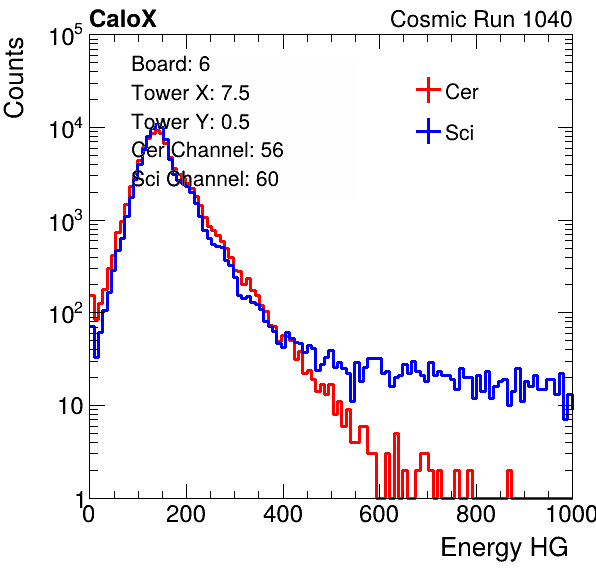 CaloX
Cosmic Run 1040
Counts
10^5
10^4
10^3
10^2
10
1
Board: 6
Tower X: 7.5
Tower Y: 0.5
Cer Channel: 56
Sci Channel: 60
Cer
Sci
0 200 400 600 800 1000
Energy HG